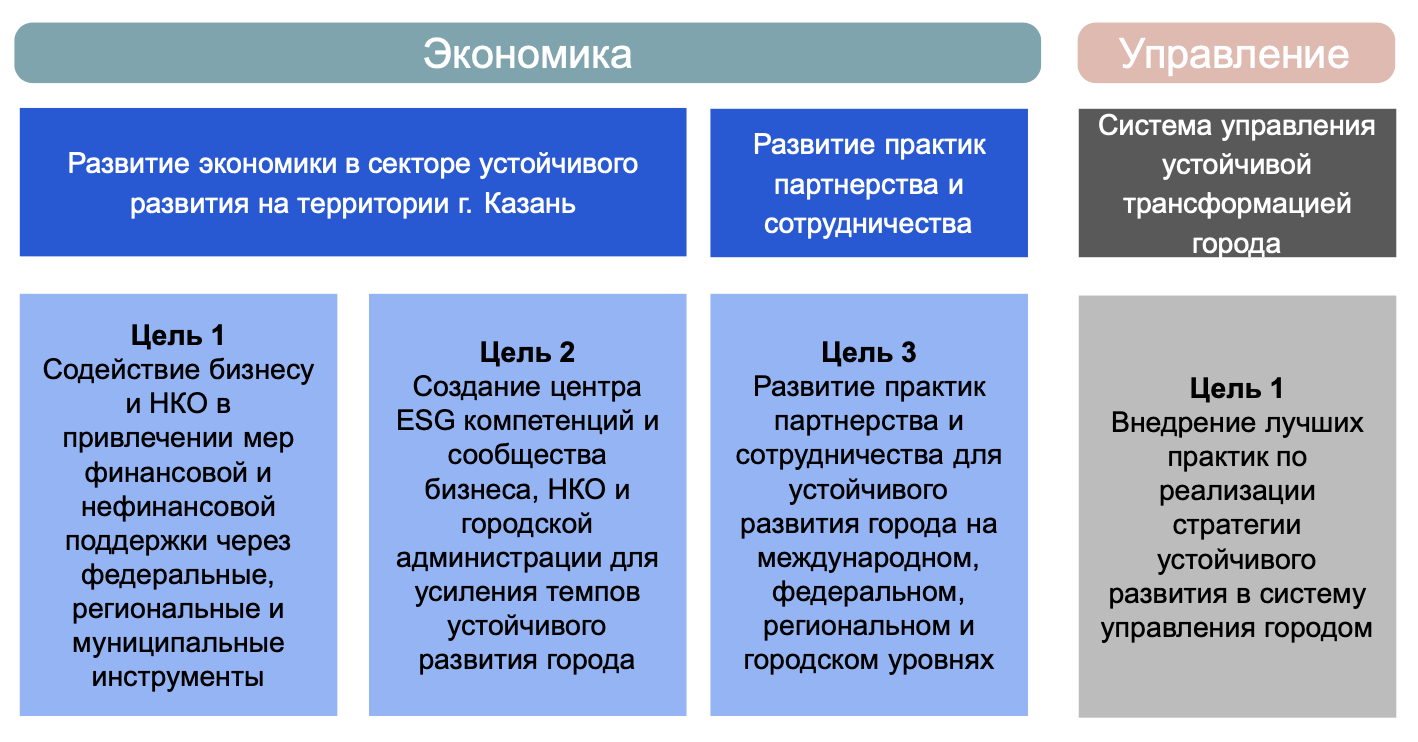 Экономика
Управление
Развитие экономики в секторе устойчивого
развития на территории г. Казань
Развитие практик
партнерства и
сотрудничества
Система управления
устойчивой
трансформацией
города
Цель 1
Содействие бизнесу
и НКО в
привлечении мер
финансовой и
нефинансовой
поддержки через
федеральные,
региональные и
муниципальные
инструменты
Цель 2
Создание центра
ESG компетенций и
сообщества
бизнеса, НКО и
городской
администрации для
усиления темпов
устойчивого
развития города
Цель 3
Развитие практик
партнерства и
сотрудничества для
устойчивого
развития города на
международном,
федеральном,
региональном и
городском уровнях
Цель 1
Внедрение лучших
практик по
реализации
стратегии
устойчивого
развития в систему
управления городом